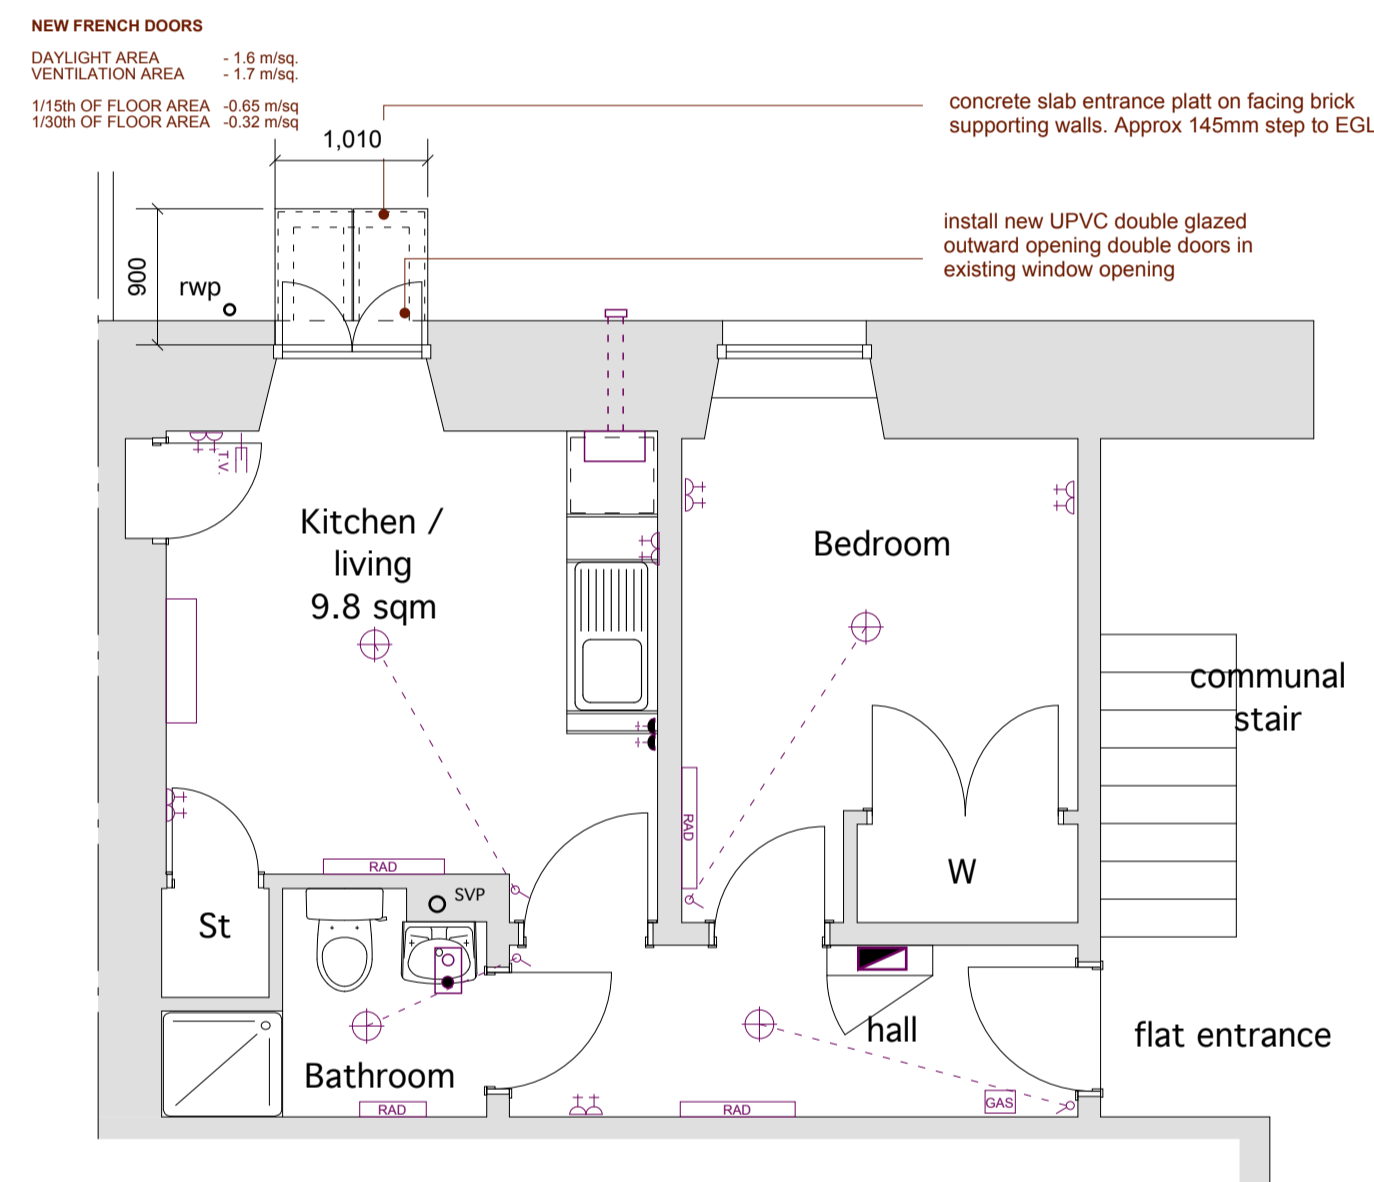 NEW FRENCH DOORS
DAYLIGHT AREA - 1.6 m/sq.
VENTILATION AREA - 1.7 m/sq.
1/15th OF FLOOR AREA -0.65 m/sq
1/30th OF FLOOR AREA -0.32 m/sq
concrete slab entrance platt on facing brick
supporting walls. Approx 145mm step to EGL
1,010
install new UPVC double glazed
outward opening double doors in
existing window opening
900
rwp
T.V.
Kitchen /
living
9.8 sqm
Bedroom
communal
stair
RAD
RAD
W
SVP
St
hall
flat entrance
Bathroom
RAD
RAD
GAS